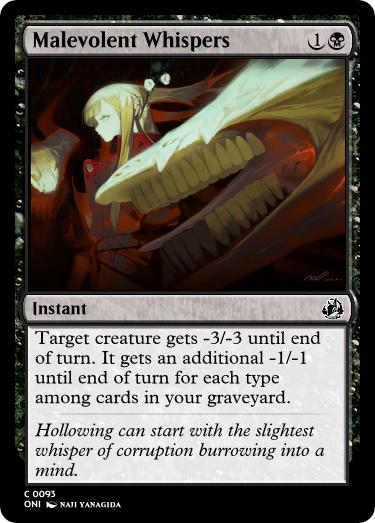 Malevolent Whispers 1
Instant
Target creature gets -3/-3 until end
of turn. It gets an additional -1/-1
until end of turn for each type
among cards in your graveyard.
Hollowing can start with the slightest
whisper of corruption burrowing into a
mind.
C 0093
ONI NAJI YANAGIDA